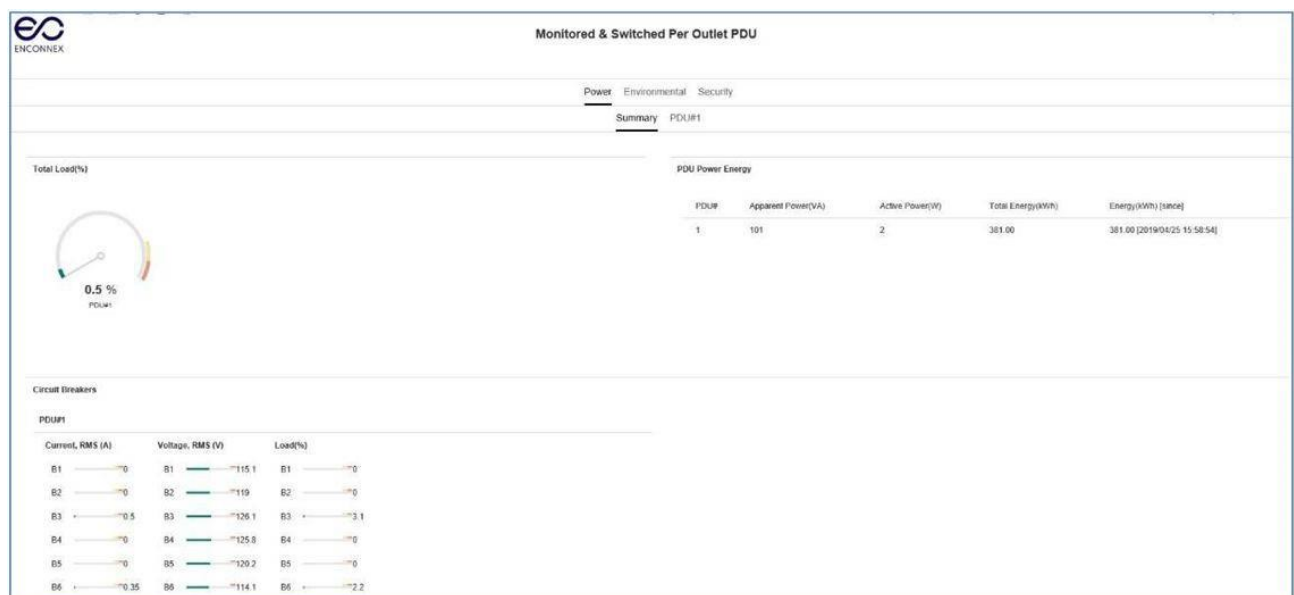 ENCONNEX
Monitored & Switched Per Outlet PDU
Power Environmental Security
Summary PDU#1
Total Load(%)
0.5 %
PDU#1
PDU Power Energy
PDU# Apparent Power(VA) Active Power(W) Total Energy(kWh) Energy(kWh) [since]
1 101 2 381.00 381.00 [2019/04/25 15:58:54]
Circuit Breakers
PDU#1
Current, RMS (A) Voltage, RMS (V) Load(%)
B1 0 B1 115.1 B1 0
B2 0 B2 119 B2 0
B3 0.5 B3 126.1 B3 3.1
B4 0 B4 125.8 B4 0
B5 0 B5 120.2 B5 0
B6 0.35 B6 114.1 B6 2.2